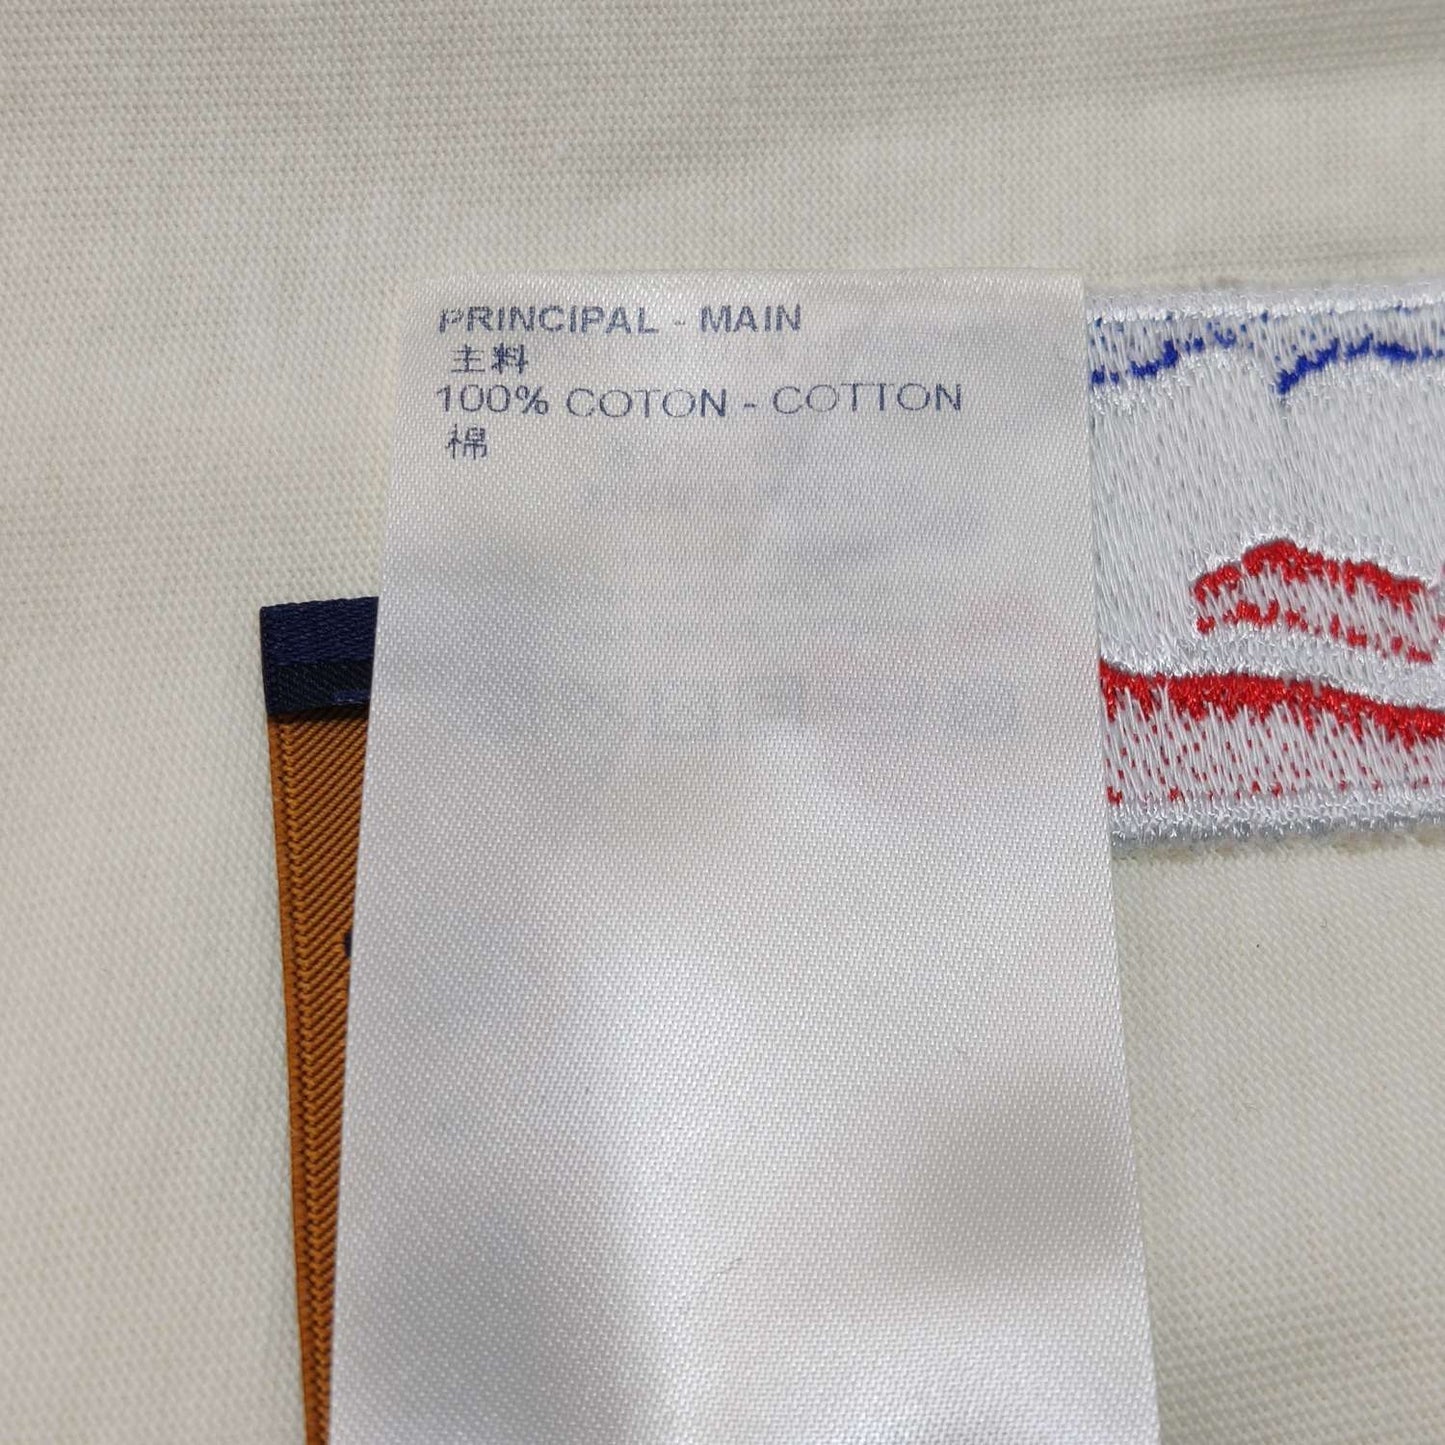 PRINCIPAL - MAIN
主料
100% COTON - COTTON
棉